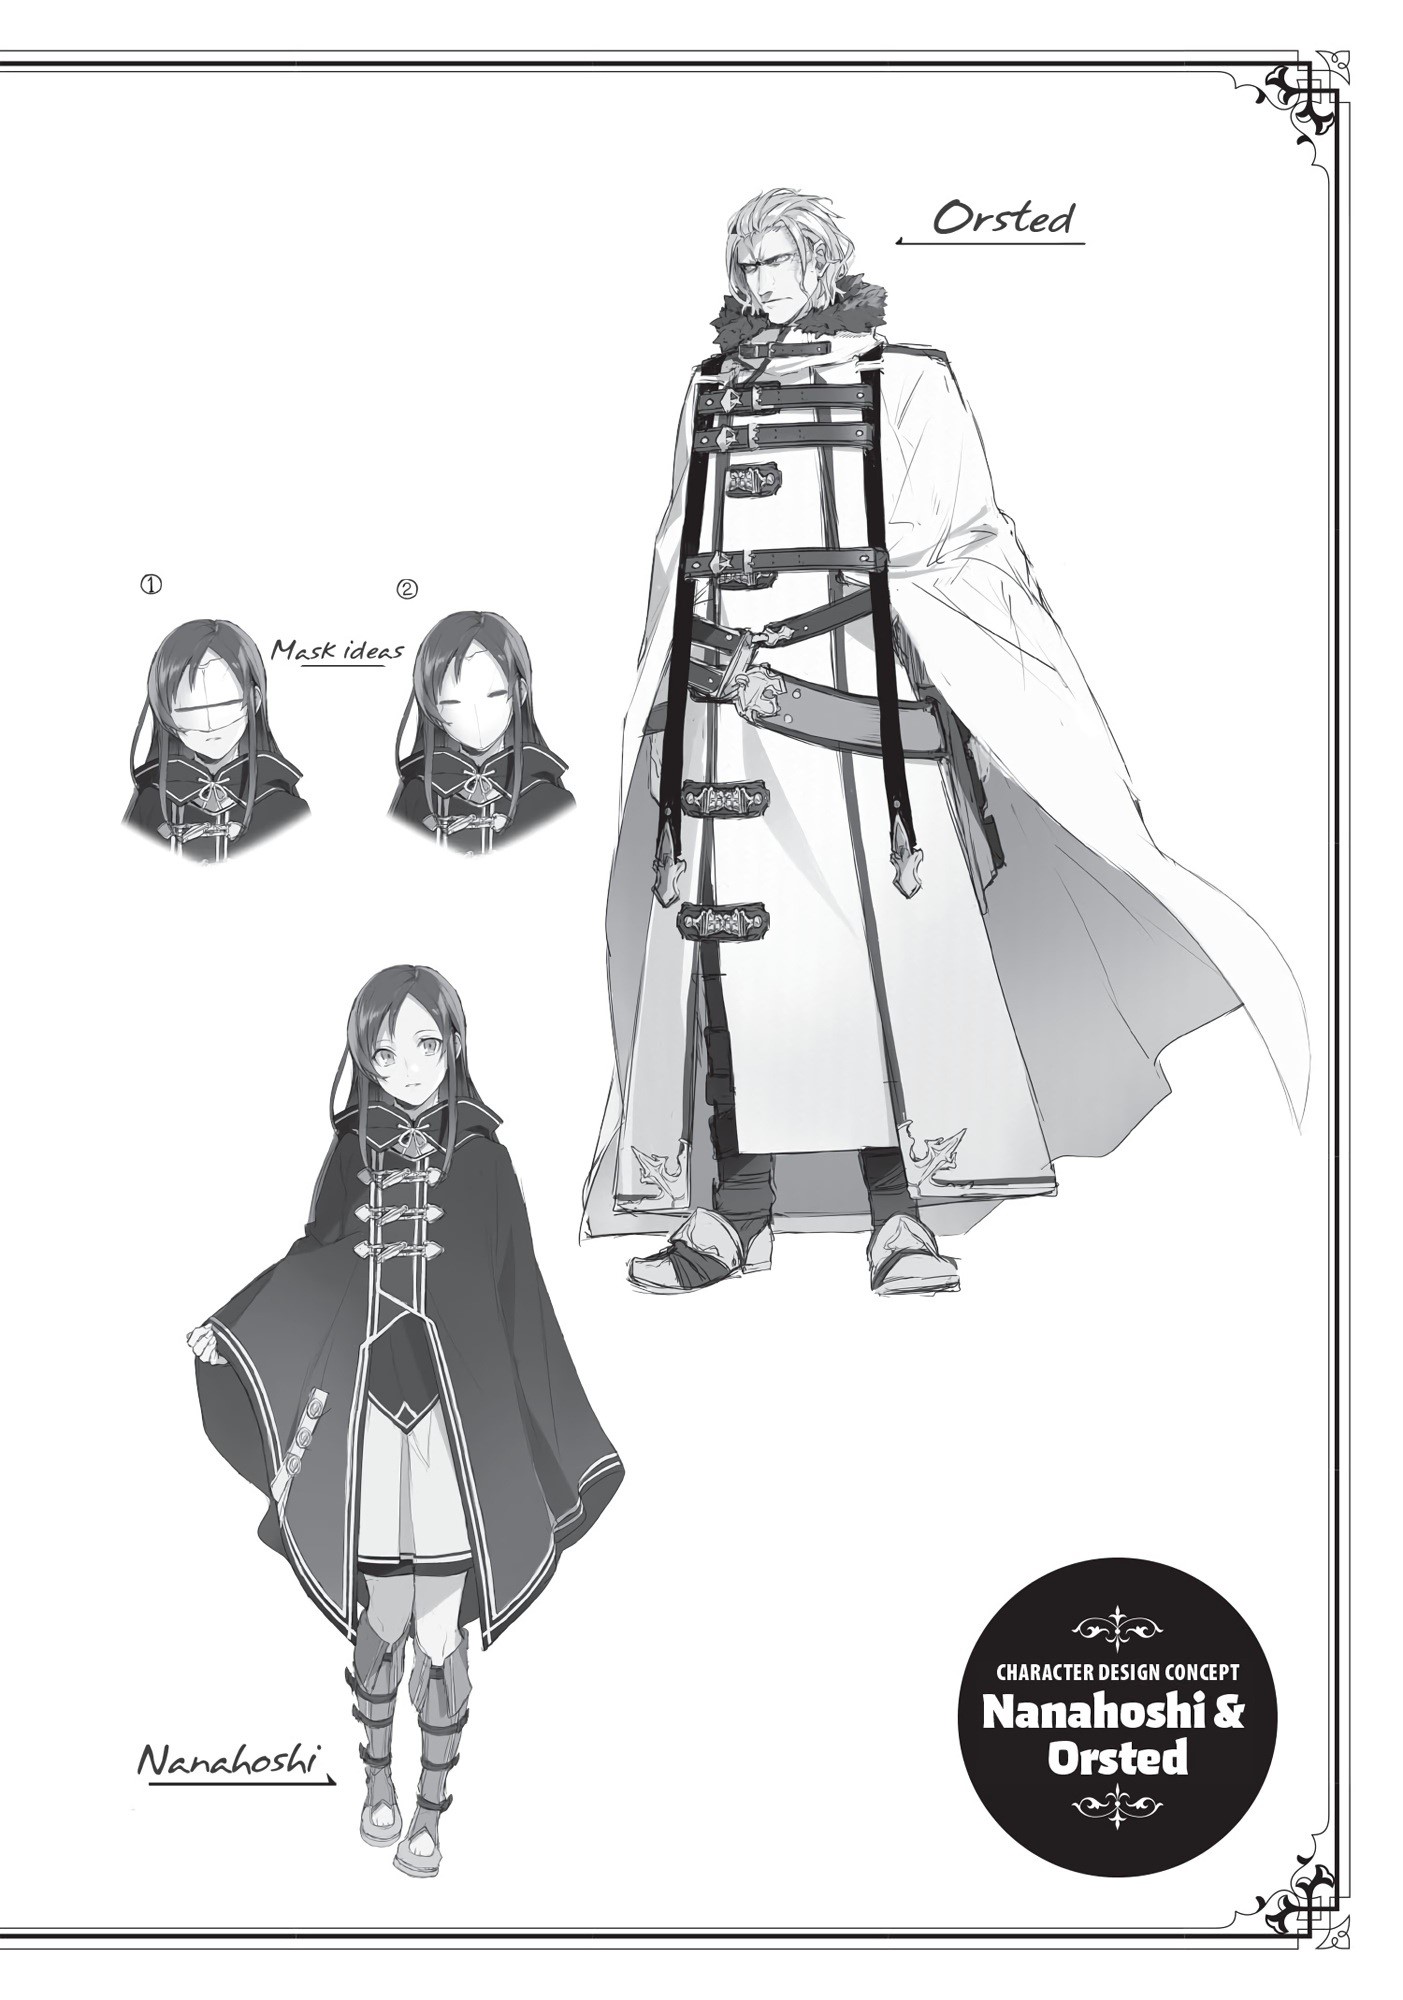 Orsted
①
②
Mask ideas
Nanahoshi
CHARACTER DESIGN CONCEPT
Nanahoshi &
Orsted